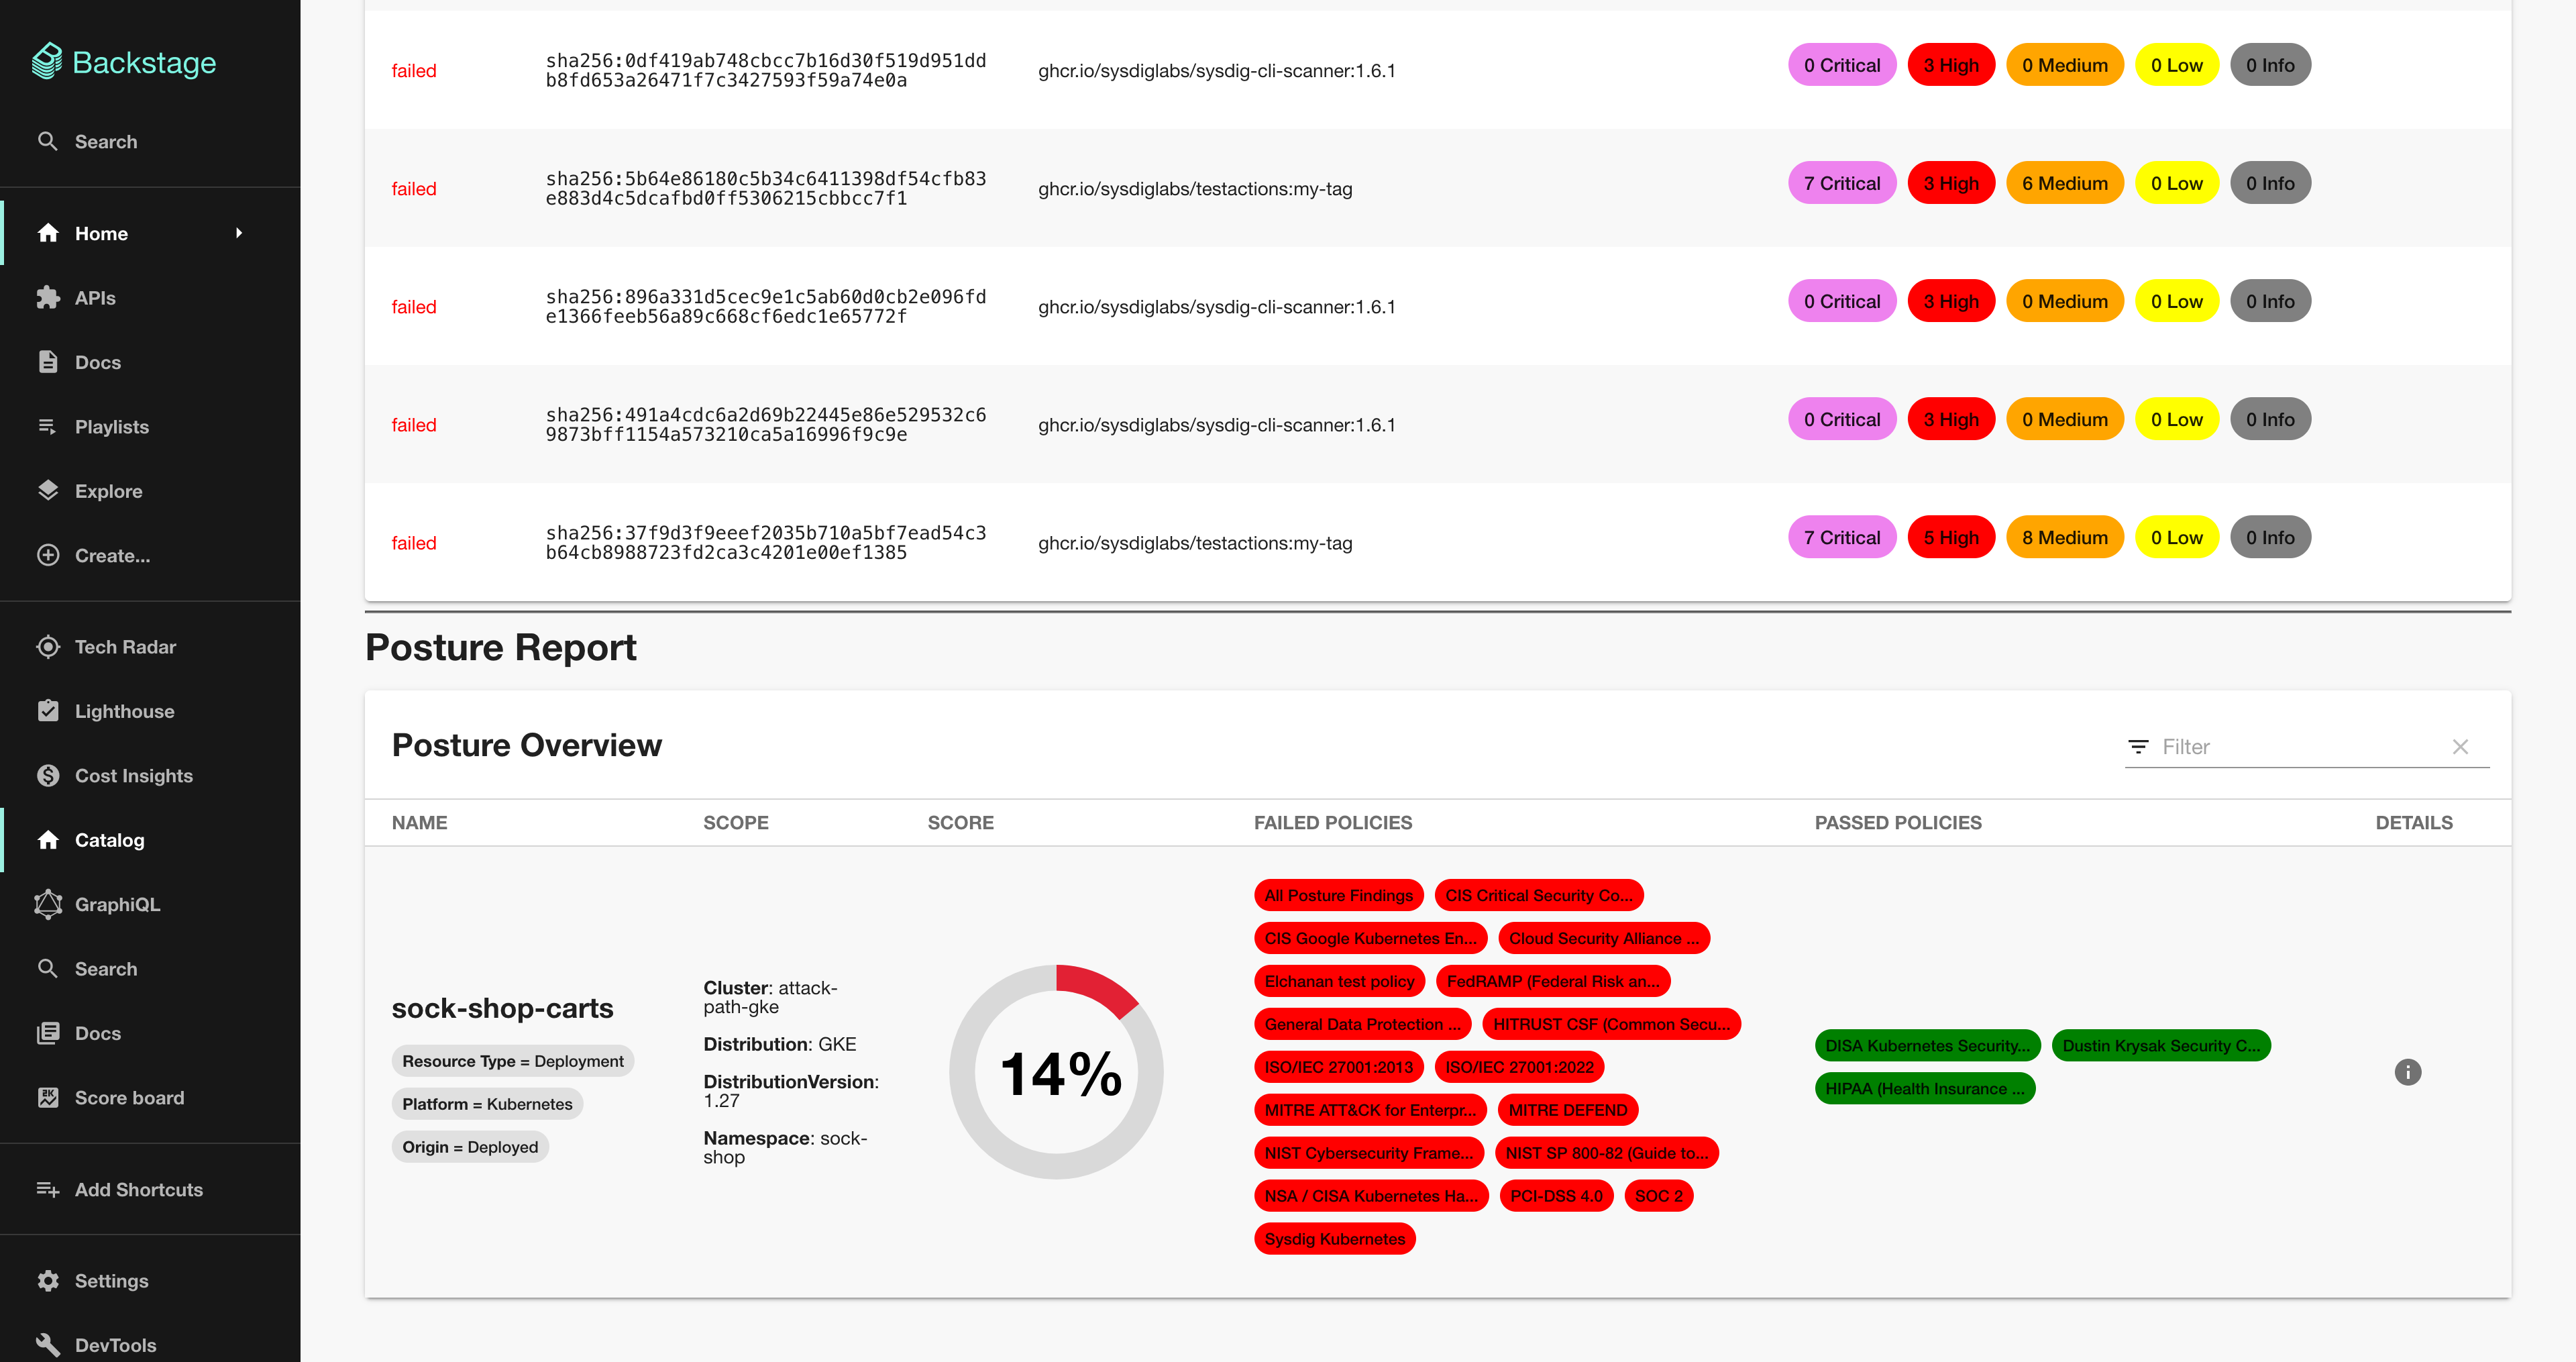 Backstage
Search
Home
APIs
Docs
Playlists
Explore
Create...
Tech Radar
Lighthouse
Cost Insights
Catalog
GraphiQL
Search
Docs
Score board
Add Shortcuts
Settings
DevTools
failed
sha256:0df419ab748cbcc7b16d30f519d951dd
b8fd653a26471f7c3427593f59a74e0a
ghcr.io/sysdiglabs/sysdig-cli-scanner:1.6.1
0 Critical 3 High 0 Medium 0 Low 0 Info
failed
sha256:5b64e86180c5b34c6411398df54cfb83
e883d4c5dcafbd0ff5306215cbbcc7f1
ghcr.io/sysdiglabs/testactions:my-tag
7 Critical 3 High 6 Medium 0 Low 0 Info
failed
sha256:896a331d5cec9e1c5ab60d0cb2e096fd
e1366feeb56a89c668cf6edc1e65772f
ghcr.io/sysdiglabs/sysdig-cli-scanner:1.6.1
0 Critical 3 High 0 Medium 0 Low 0 Info
failed
sha256:491a4cdc6a2d69b22445e86e529532c6
9873bff1154a573210ca5a16996f9c9e
ghcr.io/sysdiglabs/sysdig-cli-scanner:1.6.1
0 Critical 3 High 0 Medium 0 Low 0 Info
failed
sha256:37f9d3f9eeef2035b710a5bf7ead54c3
b64cb8988723fd2ca3c4201e00ef1385
ghcr.io/sysdiglabs/testactions:my-tag
7 Critical 5 High 8 Medium 0 Low 0 Info
Posture Report
Posture Overview
Filter
NAME SCOPE SCORE FAILED POLICIES PASSED POLICIES DETAILS
sock-shop-carts
Resource Type = Deployment
Platform = Kubernetes
Origin = Deployed
Cluster: attack-
path-gke
Distribution: GKE
DistributionVersion:
1.27
Namespace: sock-
shop
14%
All Posture Findings CIS Critical Security Co...
CIS Google Kubernetes En... Cloud Security Alliance ...
Elchanan test policy FedRAMP (Federal Risk an...
General Data Protection ... HITRUST CSF (Common Secu...
ISO/IEC 27001:2013 ISO/IEC 27001:2022
MITRE ATT&CK for Enterpr... MITRE DEFEND
NIST Cybersecurity Frame... NIST SP 800-82 (Guide to...
NSA / CISA Kubernetes Ha... PCI-DSS 4.0 SOC 2
Sysdig Kubernetes
DISA Kubernetes Security... Dustin Krysak Security C...
HIPAA (Health Insurance ...